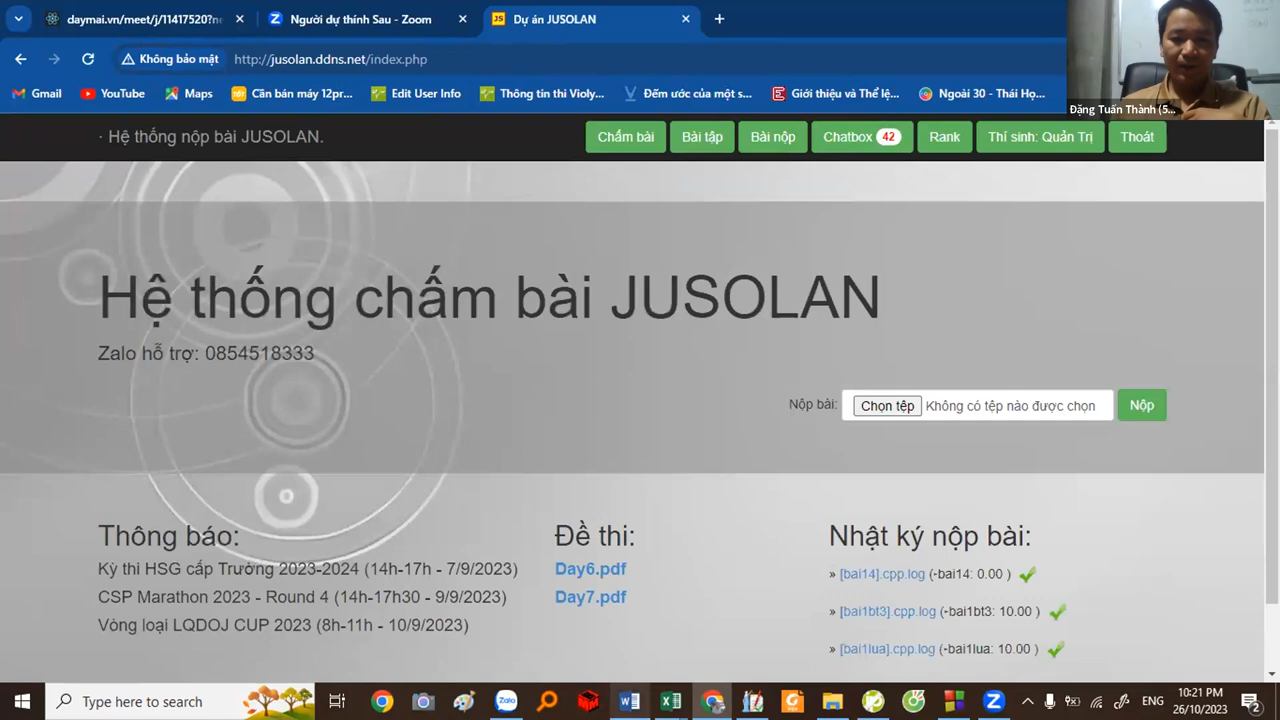 daymai.vn/meet/j/11417520?n
Người dự thính Sau - Zoom
Dự án JUSOLAN
Không bảo mật
http://jusolan.ddns.net/index.php
Gmail
YouTube
Maps
Cần bán máy 12pr...
Edit User Info
Thông tin thi Violy...
Đếm ước của một s...
Giới thiệu và Thể lệ...
Ngoài 30 - Thái Họ...
Đặng Tuấn Thành (5...
· Hệ thống nộp bài JUSOLAN.
Chấm bài
Bài tập
Bài nộp
Chatbox 42
Rank
Thí sinh: Quản Trị
Thoát
Hệ thống chấm bài JUSOLAN
Zalo hỗ trợ: 0854518333
Nộp bài: Chọn tệp Không có tệp nào được chọn Nộp
Thông báo:
Kỳ thi HSG cấp Trường 2023-2024 (14h-17h - 7/9/2023)
CSP Marathon 2023 - Round 4 (14h-17h30 - 9/9/2023)
Vòng loại LQDOJ CUP 2023 (8h-11h - 10/9/2023)
Đề thi:
Day6.pdf
Day7.pdf
Nhật ký nộp bài:
» [bai14].cpp.log (-bai14: 0.00 )
» [bai1bt3].cpp.log (-bai1bt3: 10.00 )
» [bai1lua].cpp.log (-bai1lua: 10.00 )
Type here to search
ENG
10:21 PM
26/10/2023
2